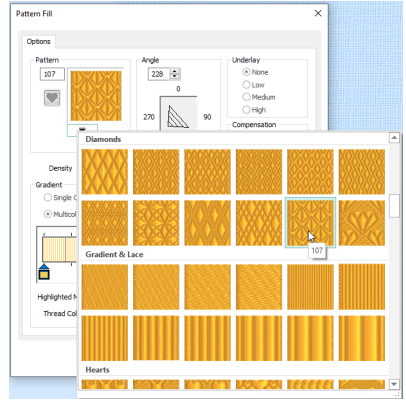 Pattern Fill
Options
Pattern
107
Angle
228
0
270
90
Underlay
None
Low
Medium
High
Compensation
Density
Gradient
Single C
Multicol
Highlighted M
Thread Col
Diamonds
107
Gradient & Lace
Hearts